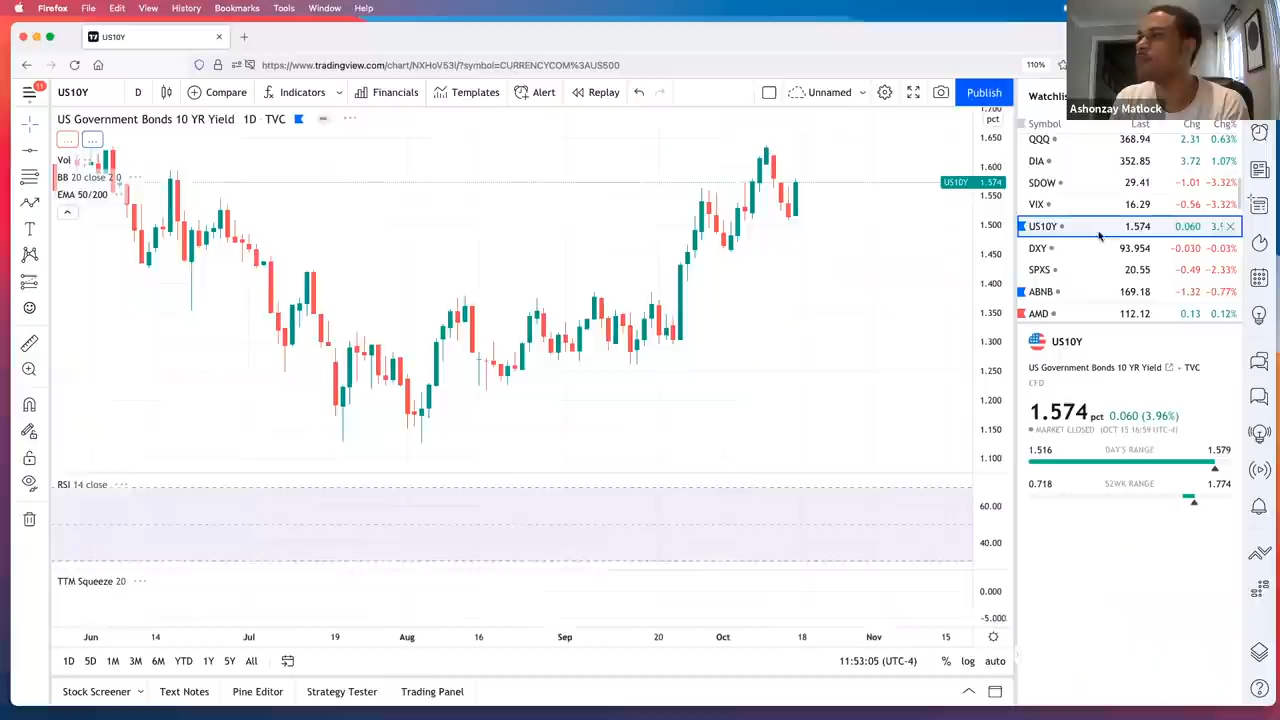 Firefox File Edit View History Bookmarks Tools Window Help
US10Y
https://www.tradingview.com/chart/NXHoV53l/?symbol=CURRENCYCOM%3AUS500 110%
11 US10Y D Compare Indicators Financials Templates Alert Replay Unnamed Publish
Ashonzay Matlock
US Government Bonds 10 YR Yield 1D TVC
Vol
BB 20 close 2 0
EMA 50/200
pct
1.650
1.600
US10Y 1.574
1.550
1.500
1.450
1.400
1.350
1.300
1.250
1.200
1.150
1.100
RSI 14 close
60.00
40.00
TTM Squeeze 20
0.000
-5.000
Jun 14 Jul 19 Aug 16 Sep 20 Oct 18 Nov 15
1D 5D 1M 3M 6M YTD 1Y 5Y All
11:53:05 (UTC-4) % log auto
Stock Screener Text Notes Pine Editor Strategy Tester Trading Panel
Symbol Last Chg Chg%
QQQ 368.94 2.31 0.63%
DIA 352.85 3.72 1.07%
SDOW 29.41 −1.01 −3.32%
VIX 16.29 −0.56 −3.32%
US10Y 1.574 0.060
DXY 93.954 −0.030 −0.03%
SPXS 20.55 −0.49 −2.33%
ABNB 169.18 −1.32 −0.77%
AMD 112.12 0.13 0.12%
US10Y
US Government Bonds 10 YR Yield - TVC
CFD
1.574 pct 0.060 (3.96%)
MARKET CLOSED (OCT 15 16:59 UTC-4)
1.516 DAY'S RANGE 1.579
0.718 52WK RANGE 1.774